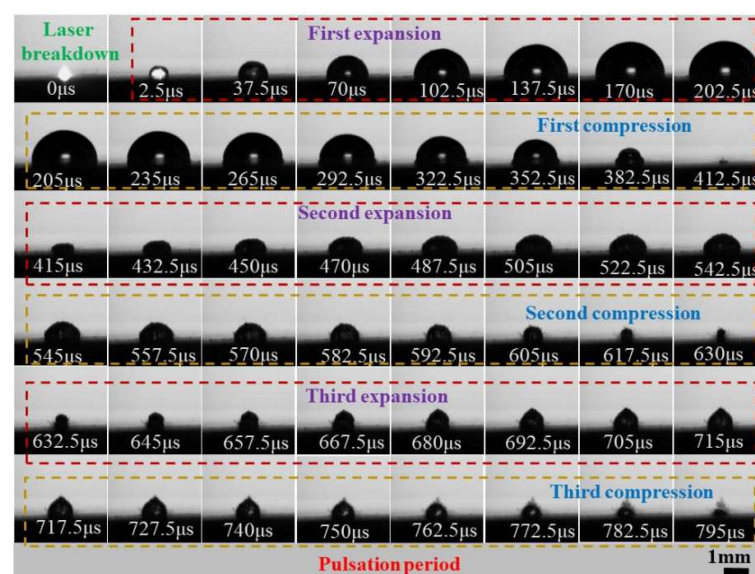 Laser breakdown
First expansion
0μs 2.5μs 37.5μs 70μs 102.5μs 137.5μs 170μs 202.5μs
First compression
205μs 235μs 265μs 292.5μs 322.5μs 352.5μs 382.5μs 412.5μs
Second expansion
415μs 432.5μs 450μs 470μs 487.5μs 505μs 522.5μs 542.5μs
Second compression
545μs 557.5μs 570μs 582.5μs 592.5μs 605μs 617.5μs 630μs
Third expansion
632.5μs 645μs 657.5μs 667.5μs 680μs 692.5μs 705μs 715μs
Third compression
717.5μs 727.5μs 740μs 750μs 762.5μs 772.5μs 782.5μs 795μs
Pulsation period
1mm